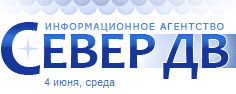 ИНФОРМАЦИОННОЕ АГЕНТСТВО
СЕВЕР ДВ
4 июня, среда